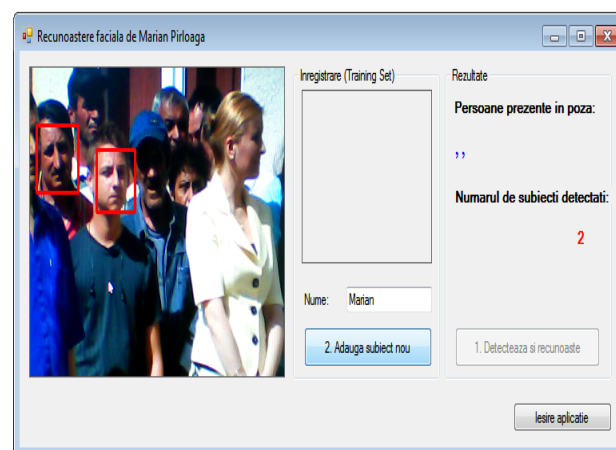 Recunoastere faciala de Marian Pirloaga
Inregistrare (Training Set)
Nume: Marian
2. Adauga subiect nou
Rezultate
Persoane prezente in poza:
, ,
Numarul de subiecti detectati:
2
1. Detecteaza si recunoaste
Iesire aplicatie